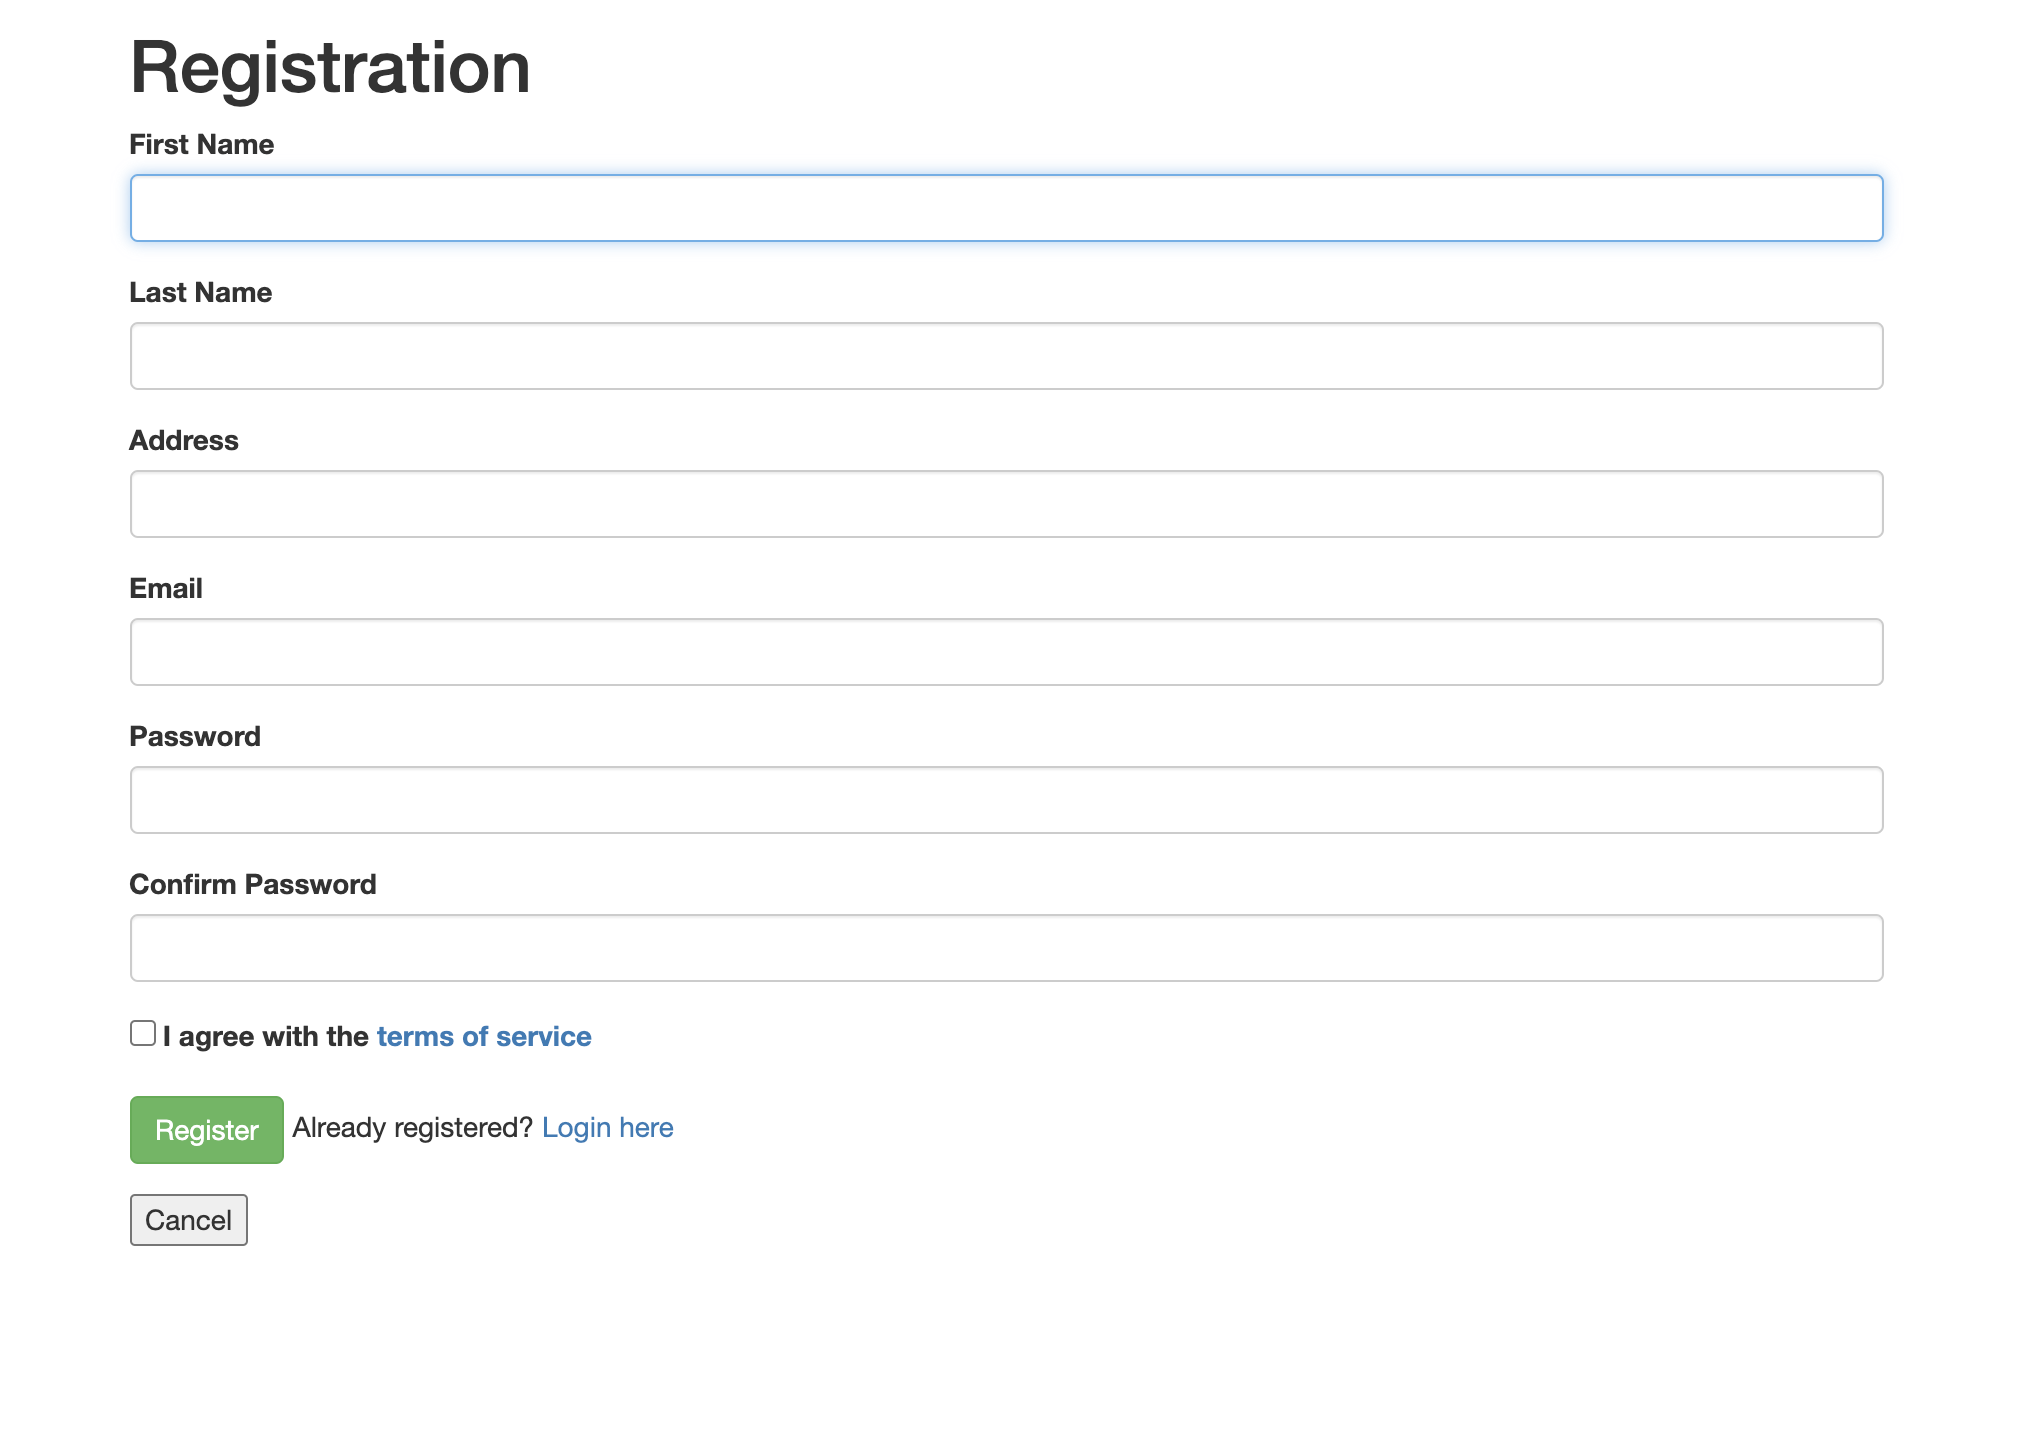 Registration
First Name
Last Name
Address
Email
Password
Confirm Password
I agree with the terms of service
Register Already registered? Login here
Cancel